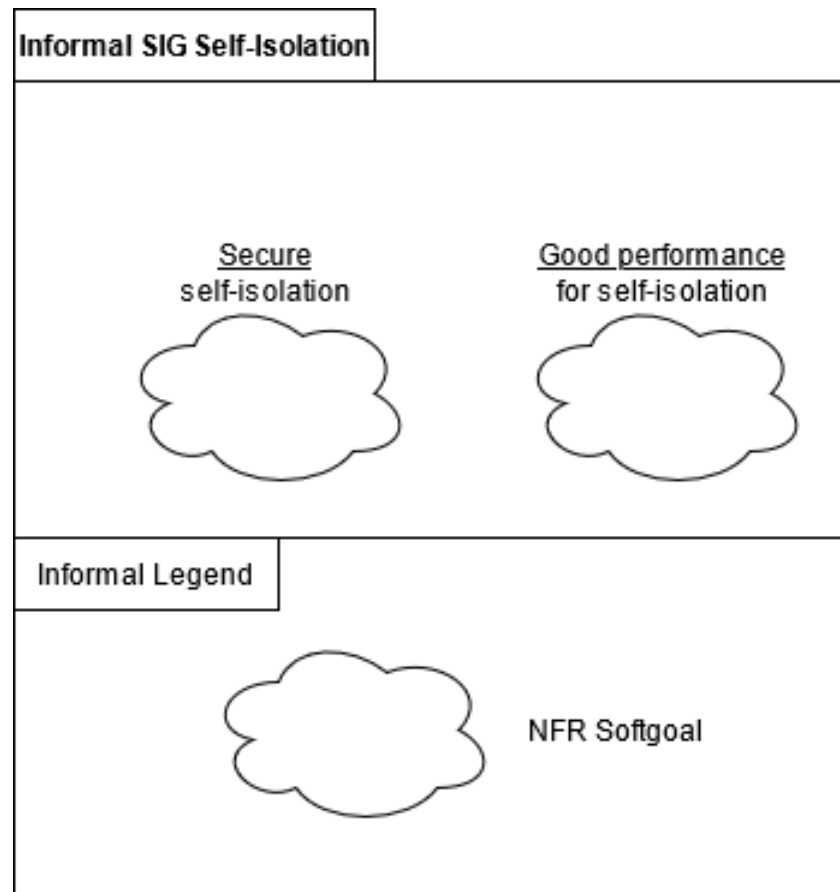 Informal SIG Self-Isolation
Secure
self-isolation
Good performance
for self-isolation
Informal Legend
NFR Softgoal